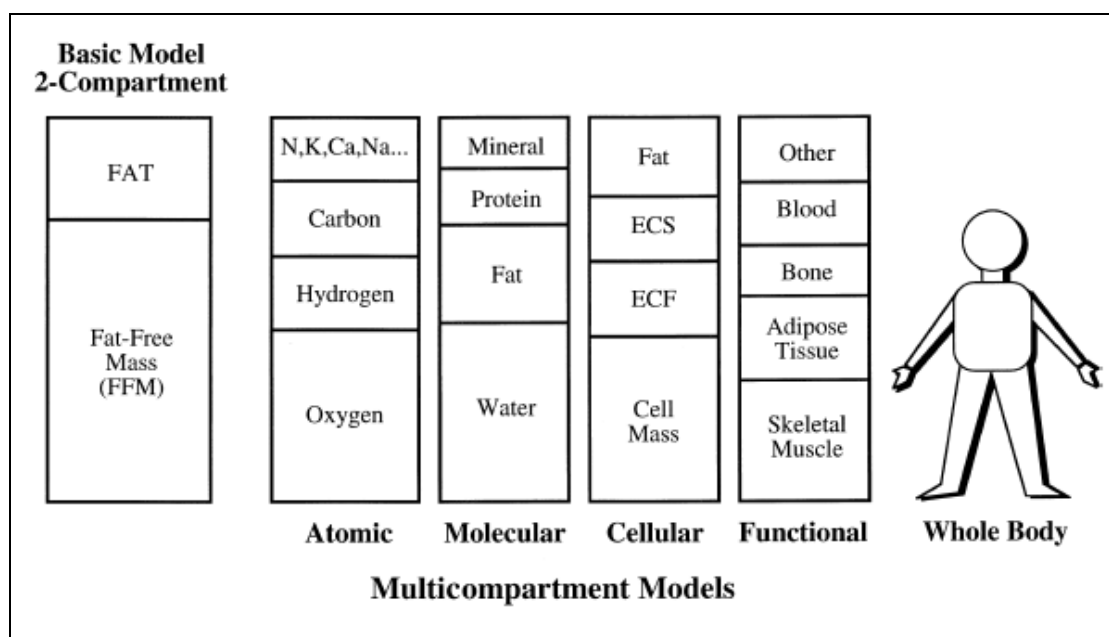 Basic Model
2-Compartment
FAT
Fat-Free
Mass
(FFM)
N,K,Ca,Na...
Carbon
Hydrogen
Oxygen
Atomic
Mineral
Protein
Fat
Water
Molecular
Fat
ECS
ECF
Cell
Mass
Cellular
Other
Blood
Bone
Adipose
Tissue
Skeletal
Muscle
Functional
Whole Body
Multicompartment Models